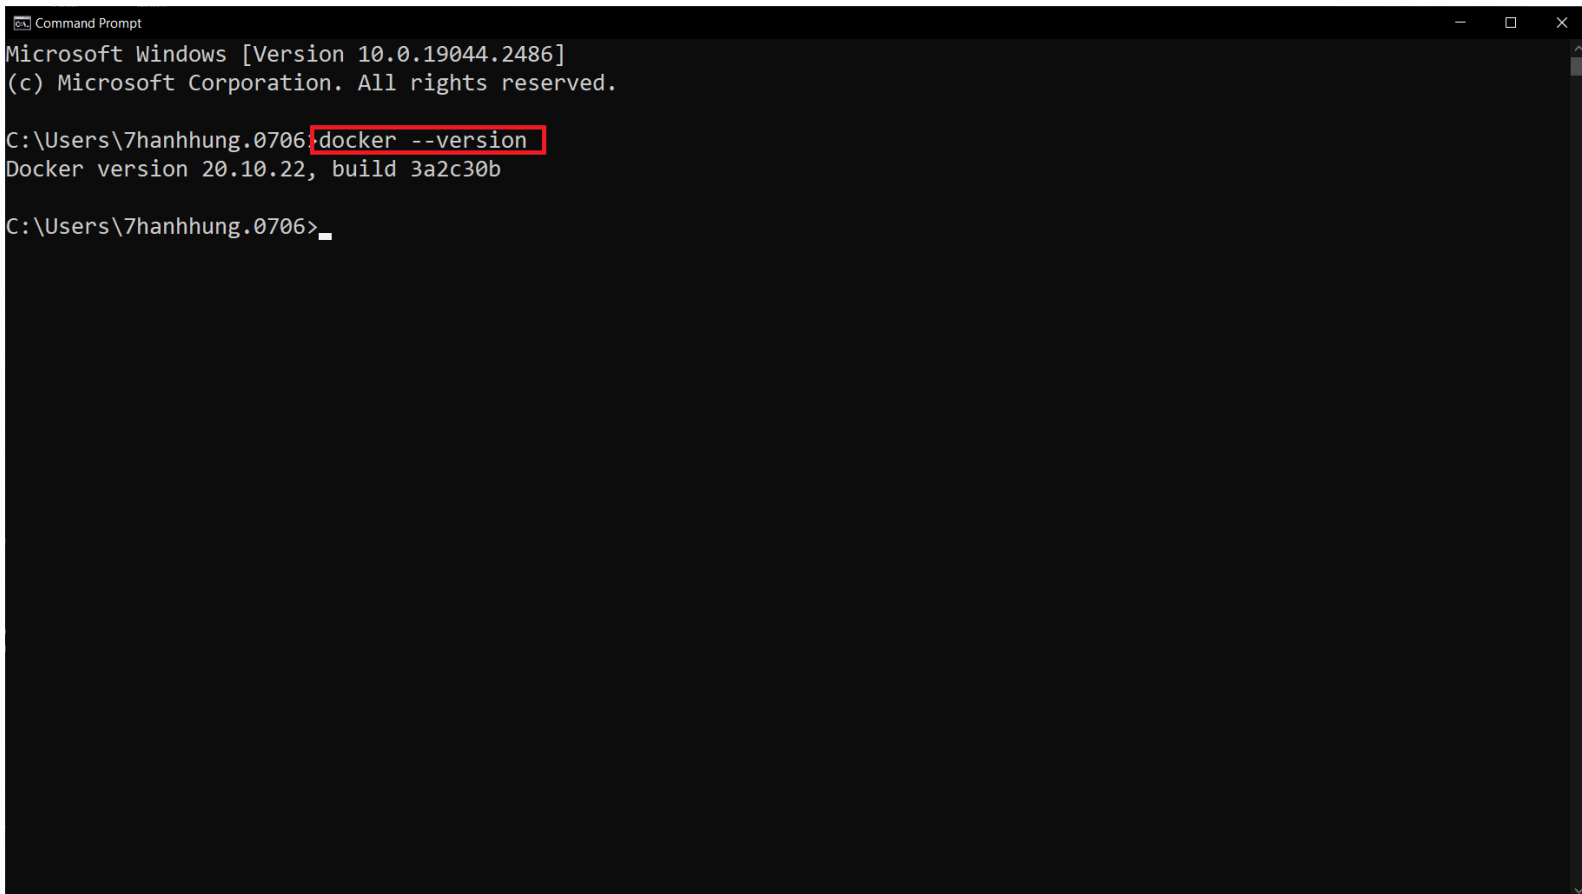 Command Prompt
Microsoft Windows [Version 10.0.19044.2486]
(c) Microsoft Corporation. All rights reserved.
C:\Users\7hanhhung.0706>docker --version
Docker version 20.10.22, build 3a2c30b
C:\Users\7hanhhung.0706>